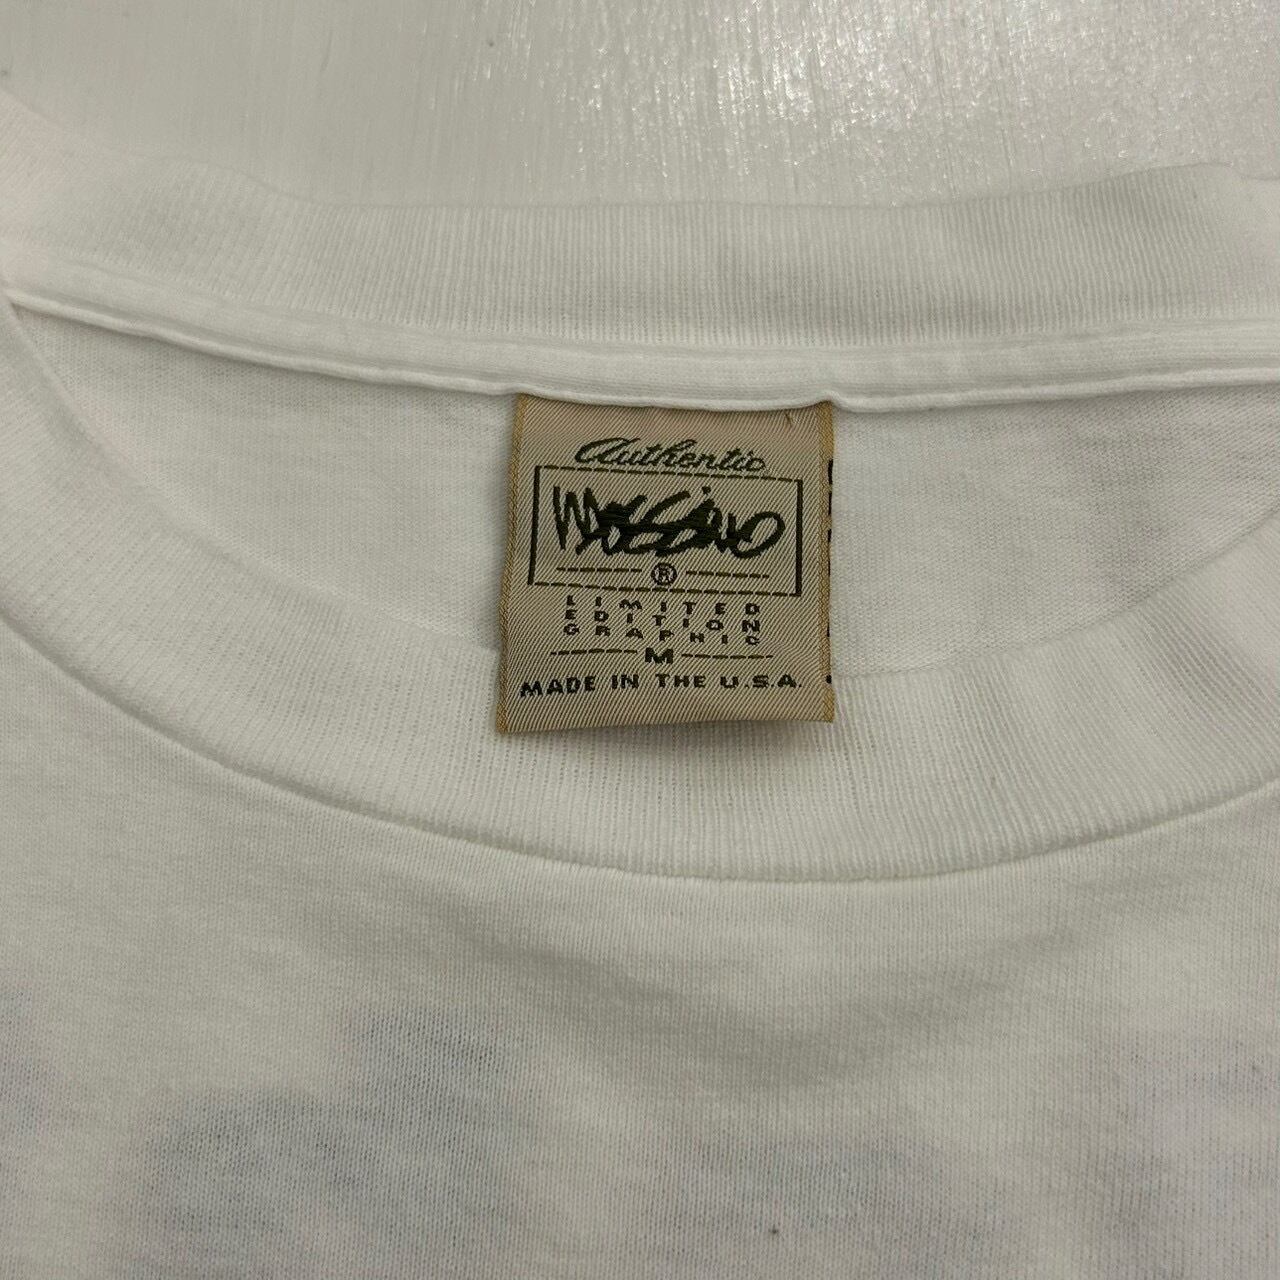 Authentic
Mossimo
®
LIMITED
EDITION
GRAPHIC
M
MADE IN THE U.S.A.